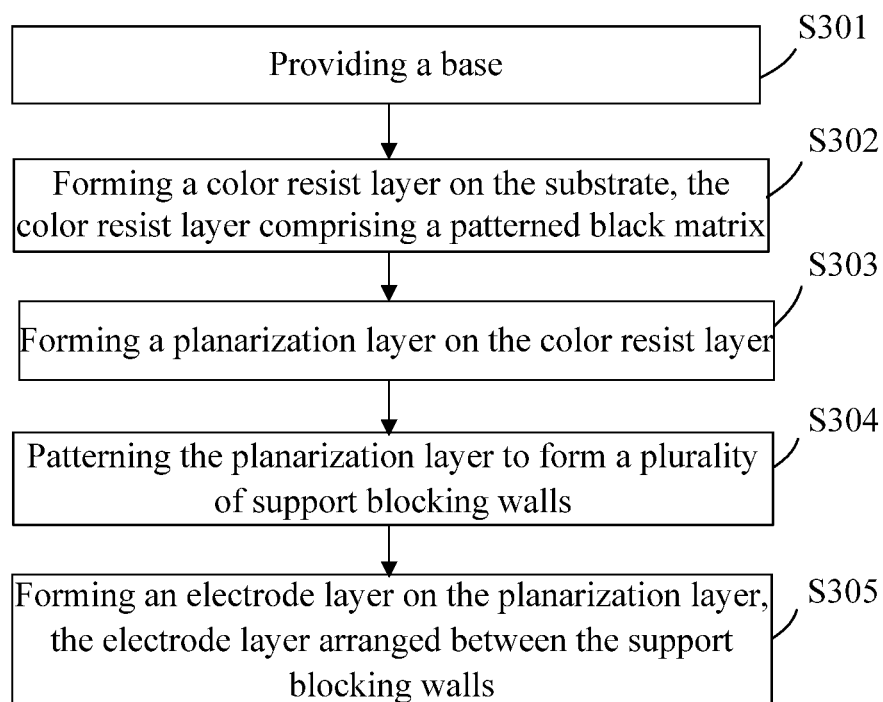 S301
Providing a base
S302
Forming a color resist layer on the substrate, the
color resist layer comprising a patterned black matrix
S303
Forming a planarization layer on the color resist layer
S304
Patterning the planarization layer to form a plurality
of support blocking walls
S305
Forming an electrode layer on the planarization layer,
the electrode layer arranged between the support
blocking walls